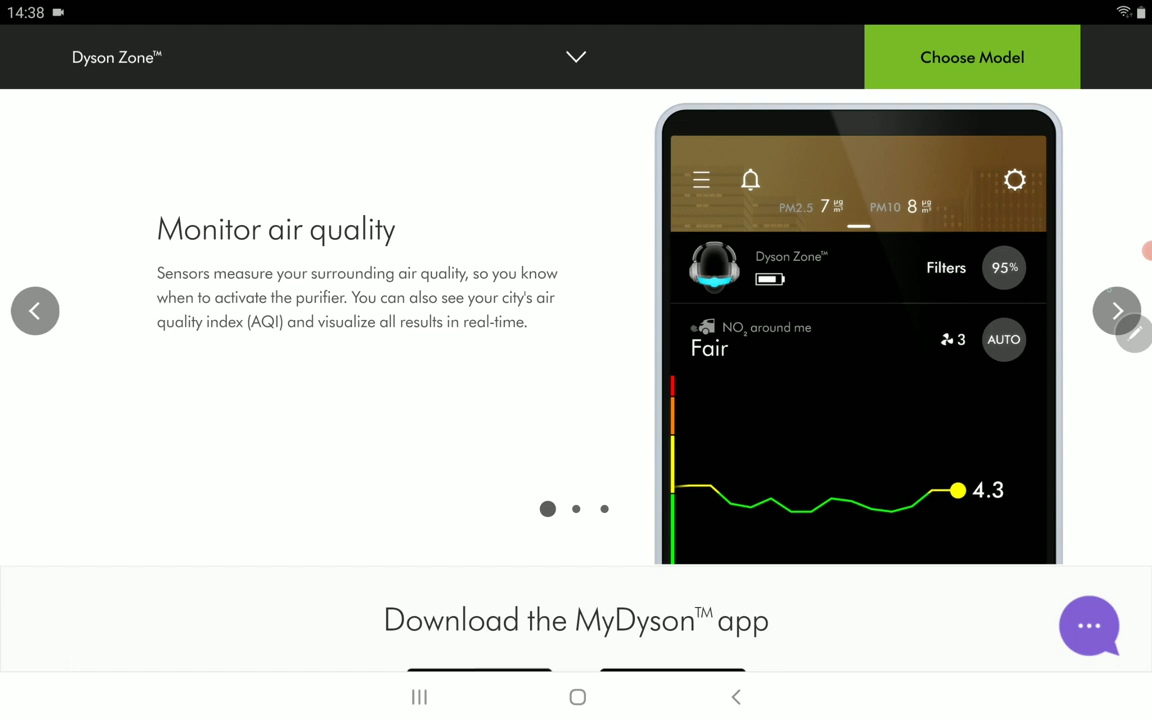 14:38
Dyson Zone™
Choose Model
Monitor air quality
Sensors measure your surrounding air quality, so you know
when to activate the purifier. You can also see your city's air
quality index (AQI) and visualize all results in real-time.
PM2.5 7 µg/m³ PM10 8 µg/m³
Dyson Zone™
Filters 95%
NO₂ around me
Fair
3 AUTO
4.3
Download the MyDyson™ app